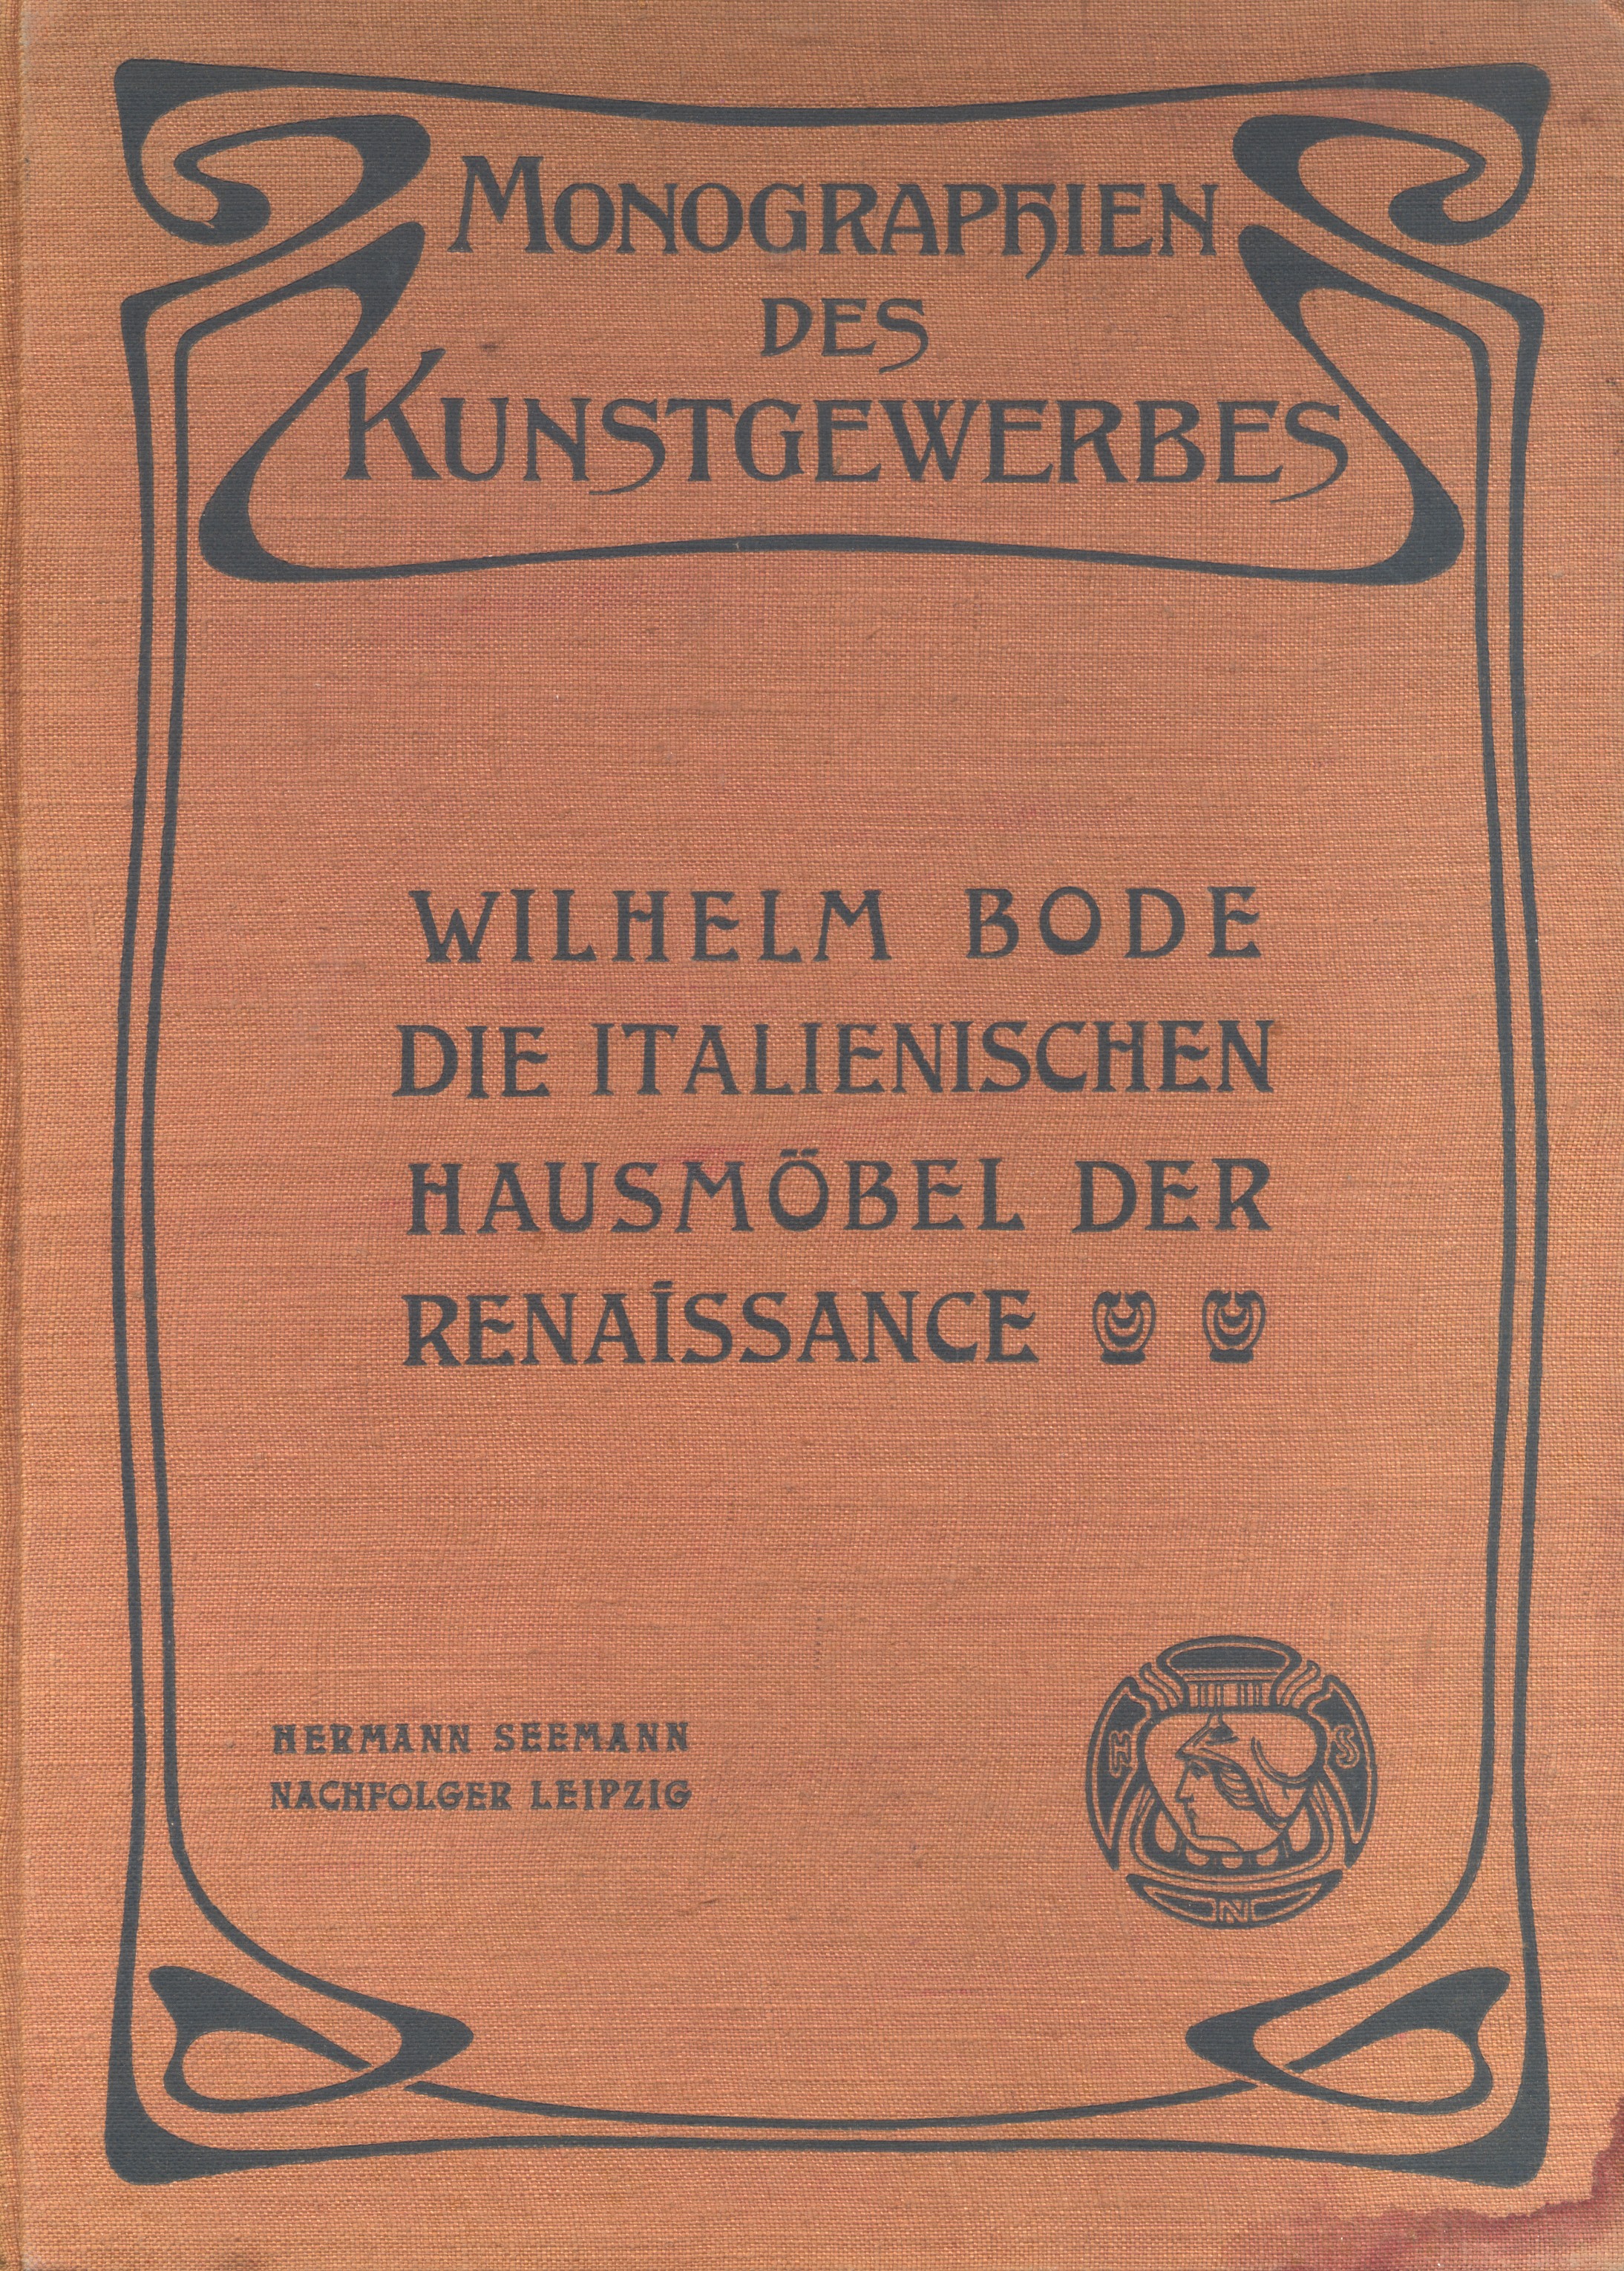 MONOGRAPHIEN
DES
KUNSTGEWERBES
WILHELM BODE
DIE ITALIENISCHEN
HAUSMÖBEL DER
RENAISSANCE
HERMANN SEEMANN
NACHFOLGER LEIPZIG
H S
N